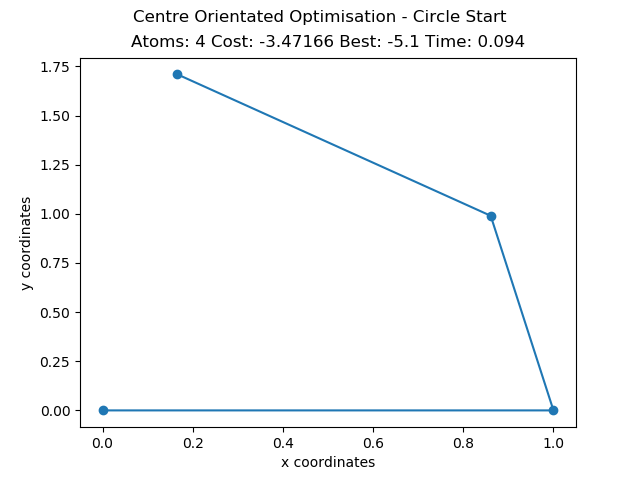 Centre Orientated Optimisation - Circle Start
Atoms: 4 Cost: -3.47166 Best: -5.1 Time: 0.094
1.75
1.50
1.25
1.00
0.75
0.50
0.25
0.00
y coordinates
0.0 0.2 0.4 0.6 0.8 1.0
x coordinates